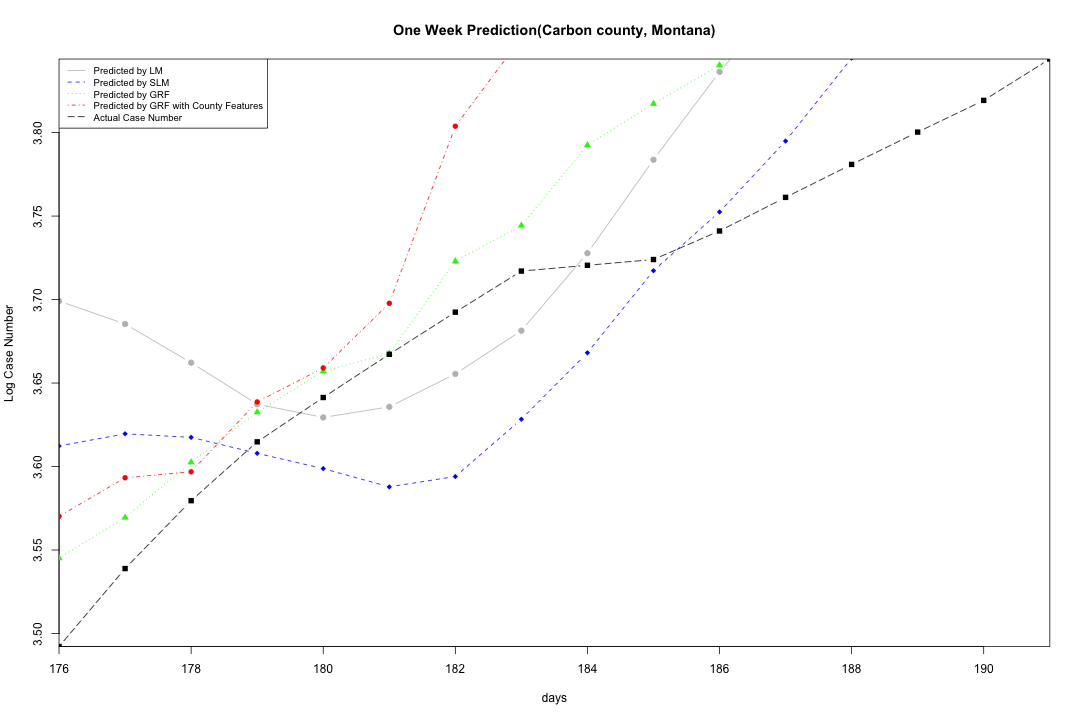 One Week Prediction(Carbon county, Montana)
Predicted by LM
Predicted by SLM
Predicted by GRF
Predicted by GRF with County Features
Actual Case Number
3.80
3.75
3.70
3.65
3.60
3.55
3.50
Log Case Number
176 178 180 182 184 186 188 190
days